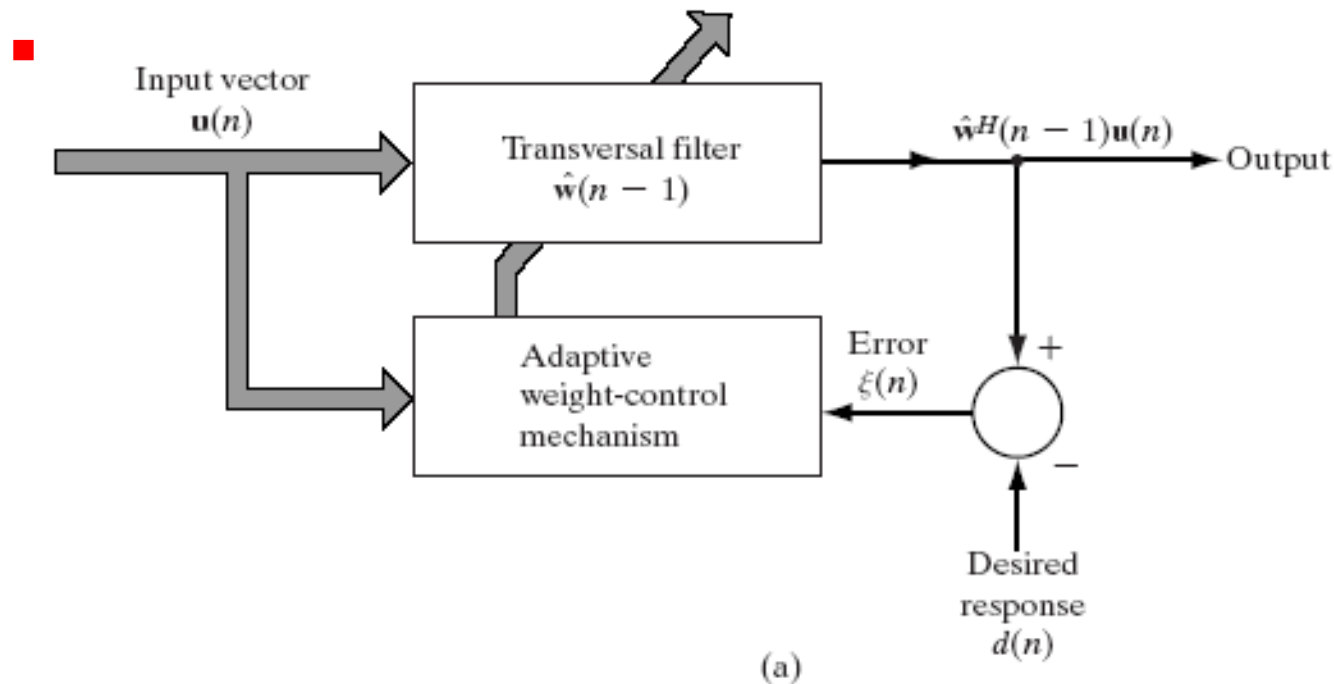 Input vector
u(n)
Transversal filter
ŵ(n − 1)
ŵᴴ(n − 1)u(n)
Output
Adaptive
weight-control
mechanism
Error
ξ(n)
+
−
Desired
response
d(n)
(a)